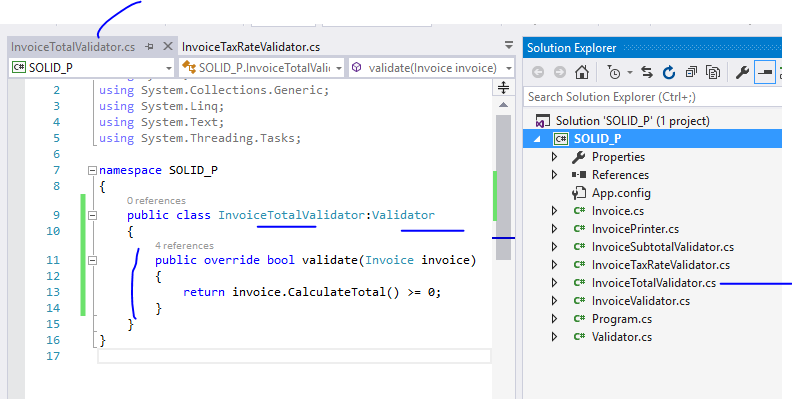 InvoiceTotalValidator.cs
InvoiceTaxRateValidator.cs
SOLID_P
SOLID_P.InvoiceTotalVali
validate(Invoice invoice)
2 using System.Collections.Generic;
3 using System.Linq;
4 using System.Text;
5 using System.Threading.Tasks;
6
7 namespace SOLID_P
8 {
0 references
9 public class InvoiceTotalValidator:Validator
10 {
4 references
11 public override bool validate(Invoice invoice)
12 {
13 return invoice.CalculateTotal() >= 0;
14 }
15 }
16 }
17
Solution Explorer
Search Solution Explorer (Ctrl+;)
Solution 'SOLID_P' (1 project)
C# SOLID_P
Properties
References
App.config
C# Invoice.cs
C# InvoicePrinter.cs
C# InvoiceSubtotalValidator.cs
C# InvoiceTaxRateValidator.cs
C# InvoiceTotalValidator.cs
C# InvoiceValidator.cs
C# Program.cs
C# Validator.cs